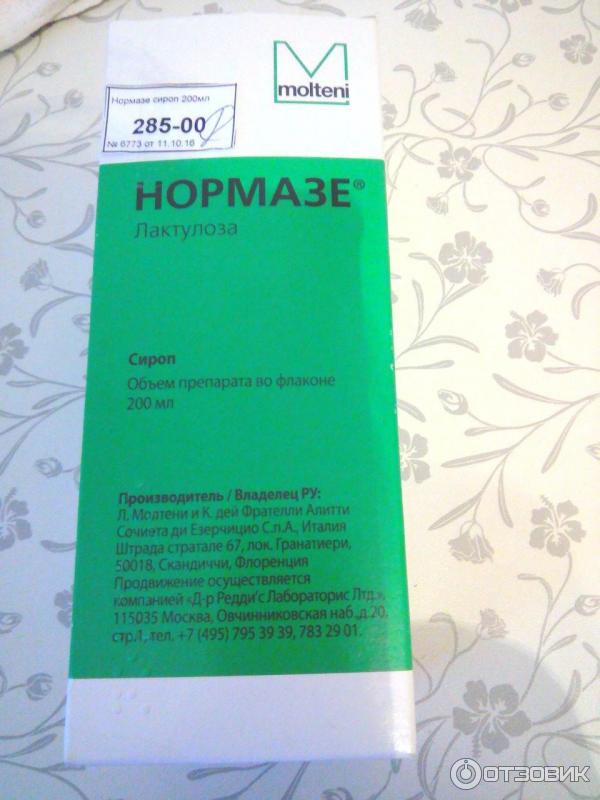 molteni
Нормазе сироп 200мл
285-00
№ 6773 от 11.10.16
НОРМАЗЕ®
Лактулоза
Сироп
Объем препарата во флаконе
200 мл
Производитель / Владелец РУ:
Л. Молтени и К. дей Фрателли Алитти
Сочиета ди Езерчицио С.п.А., Италия
Штрада стратале 67, лок. Гранатиери,
50018, Скандиччи, Флоренция
Продвижение осуществляется
компанией «Д-р Редди'с Лабораторис Лтд.»,
115035 Москва, Овчинниковская наб.,д.20,
стр.1, тел. +7 (495) 795 39 39, 783 29 01.
ОТЗОВИК